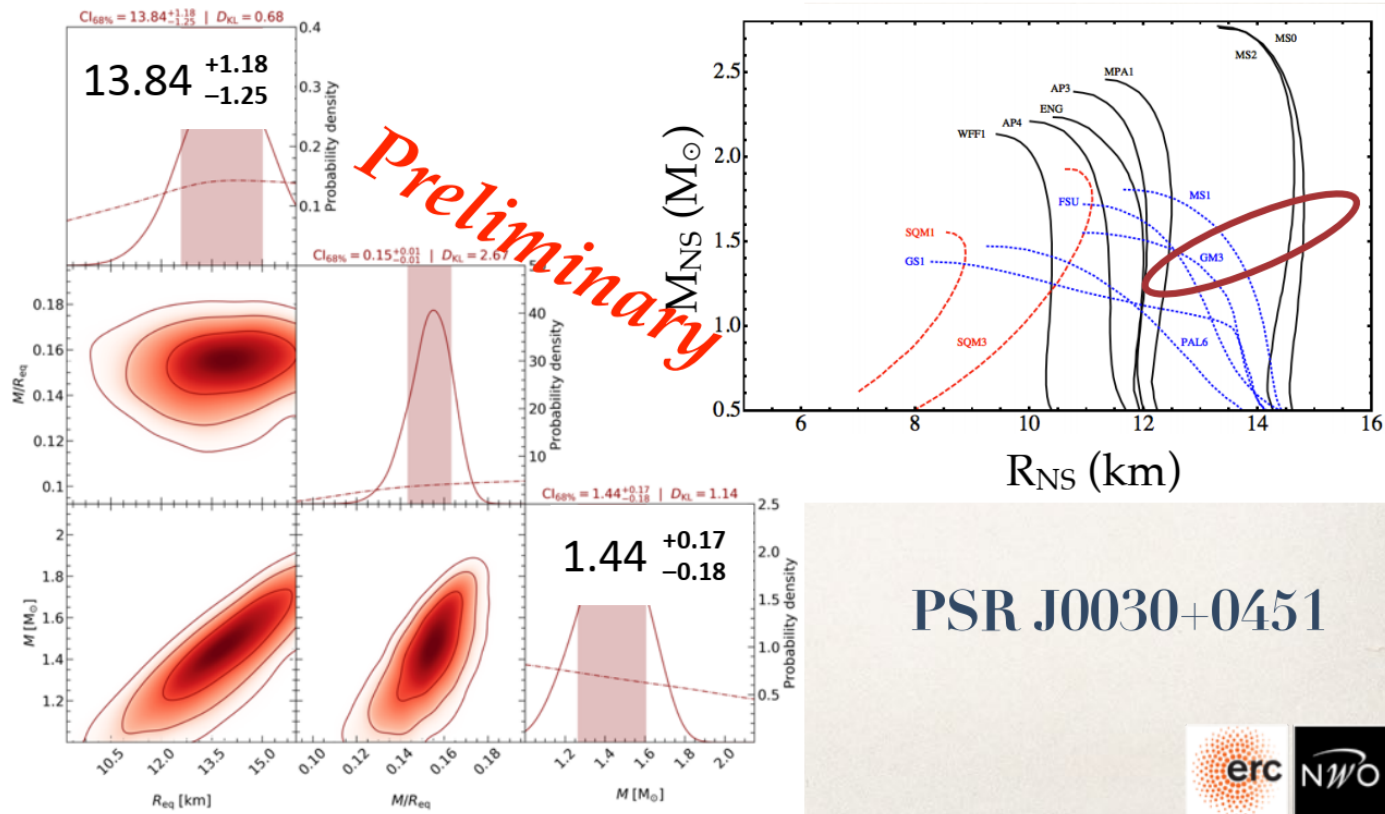 CI68% = 13.84 +1.18 −1.25 | DKL = 0.68
13.84 +1.18 −1.25
0.4
0.3
0.2
0.1
Probability density
Preliminary
CI68% = 0.15 +0.01 −0.01 | DKL = 2.67
0.18
0.16
0.14
0.12
0.1
M/Req
5
40
30
20
10
Probability density
CI68% = 1.44 +0.17 −0.18 | DKL = 1.14
1.44 +0.17 −0.18
2.5
2.0
1.5
1.0
0.5
Probability density
2
1.8
1.6
1.4
1.2
M [M⊙]
10.5
12.0
13.5
15.0
Req [km]
0.10
0.12
0.14
0.16
0.18
M/Req
1.2
1.4
1.6
1.8
2.0
M [M⊙]
MNS (M⊙)
2.5
2.0
1.5
1.0
0.5
MS0
MS2
MPA1
AP3
ENG
AP4
WFF1
MS1
FSU
SQM1
GM3
GS1
SQM3
PAL6
6
8
10
12
14
16
RNS (km)
PSR J0030+0451
erc
NWO